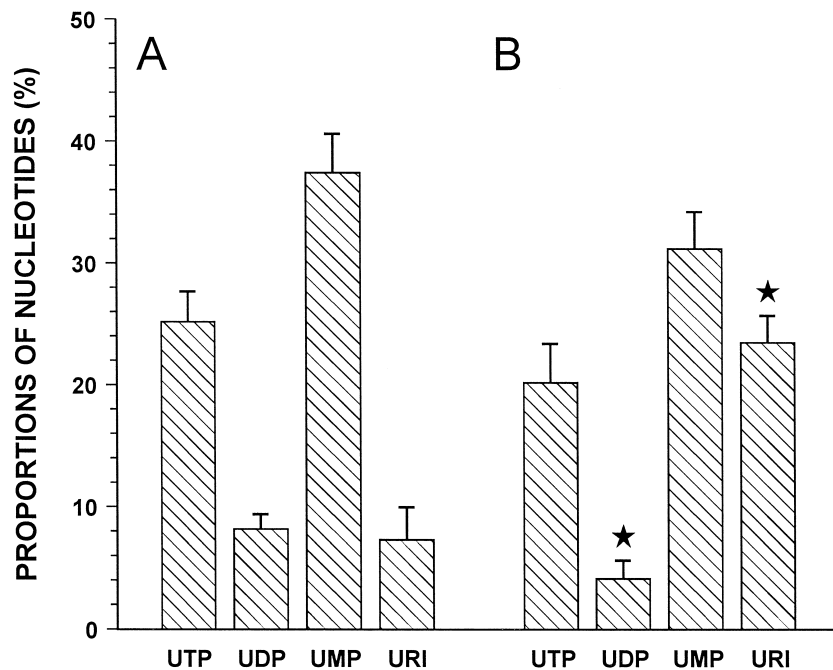 PROPORTIONS OF NUCLEOTIDES (%)
50
40
30
20
10
0
A
B
UTP UDP UMP URI
UTP UDP UMP URI